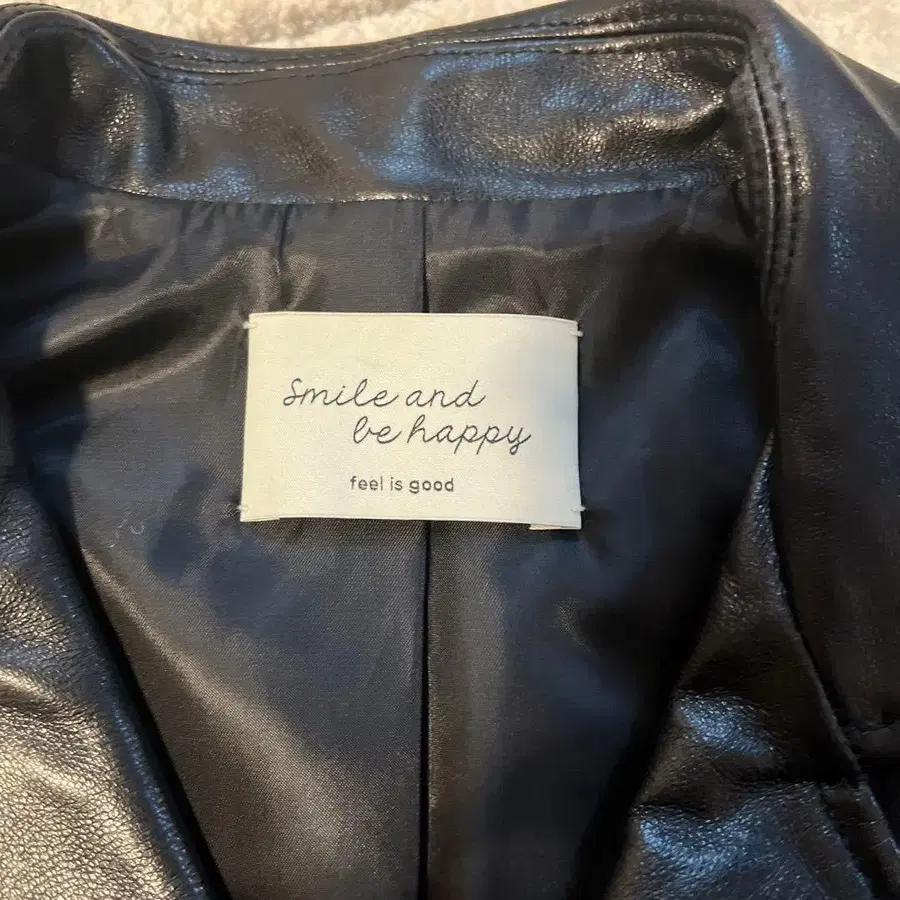 Smile and
be happy
feel is good